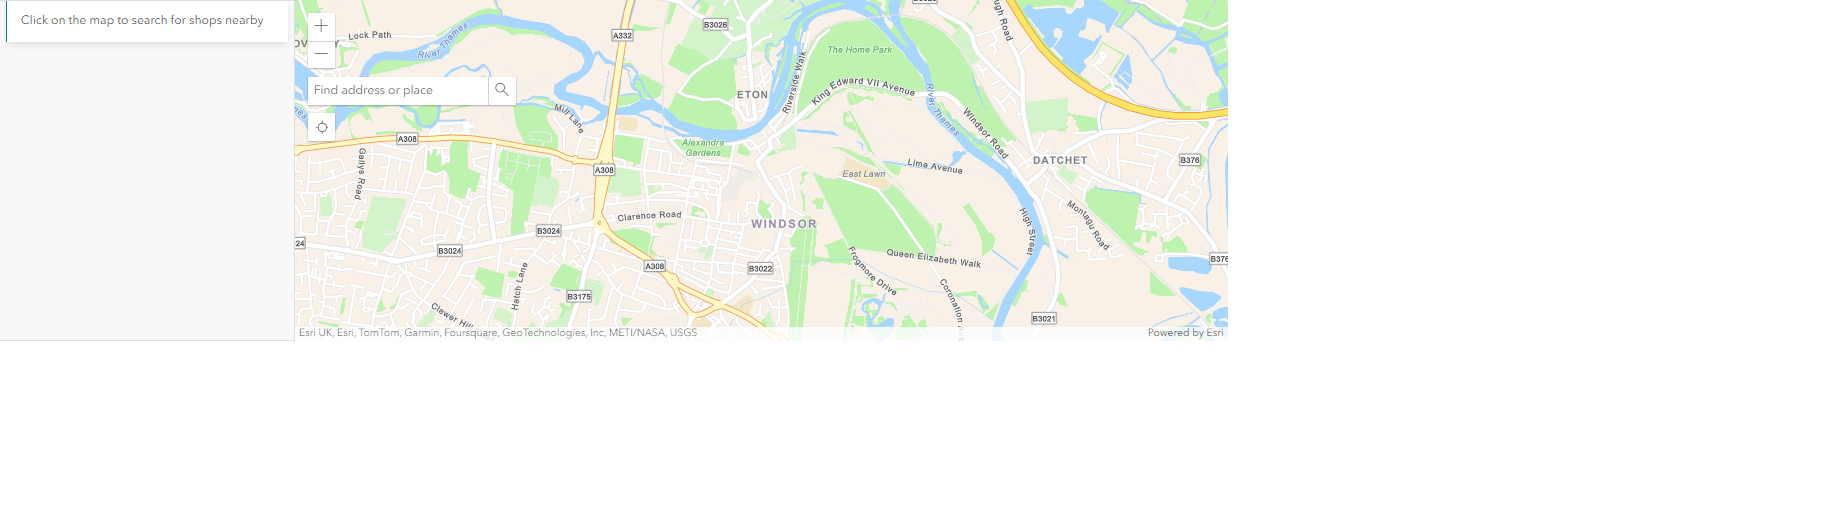 Click on the map to search for shops nearby
Lock Path
River Thames
A332
B3026
The Home Park
Find address or place
ETON
Riverside Walk
King Edward VII Avenue
River Thames
Windsor Road
Mill Lane
A308
Alexandra
Gardens
Gallys Road
A308
East Lawn
Lime Avenue
DATCHET
B376
Clarence Road
WINDSOR
B3024
B3024
24
High Street
Montagu Road
A308
B3022
Queen Elizabeth Walk
Frogmore Drive
B376
Hatch Lane
B3175
Coronation
Clewer Hill
B3021
Esri UK, Esri, TomTom, Garmin, Foursquare, GeoTechnologies, Inc, METI/NASA, USGS
Powered by Esri